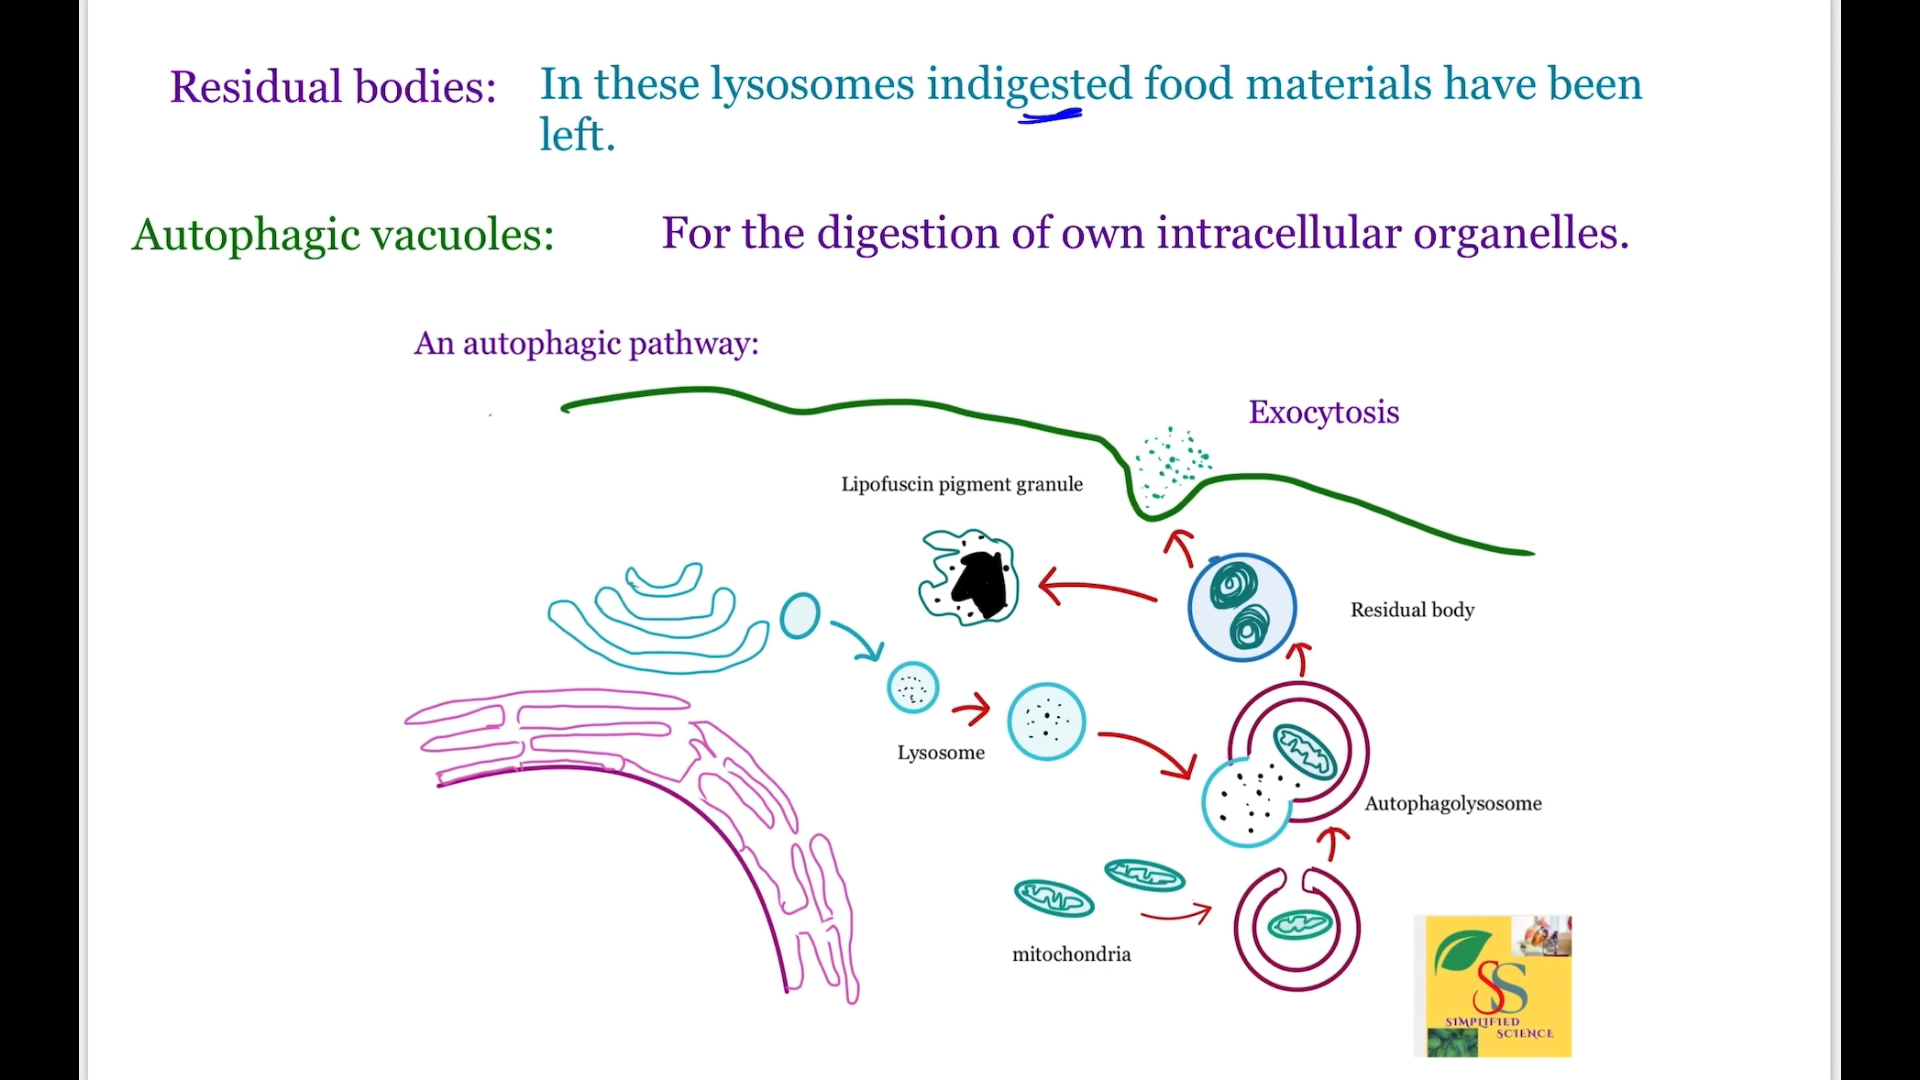 Residual bodies: In these lysosomes indigested food materials have been
left.
Autophagic vacuoles: For the digestion of own intracellular organelles.
An autophagic pathway:
Exocytosis
Lipofuscin pigment granule
Residual body
Lysosome
Autophagolysosome
mitochondria
SS
SIMPLIFIED
SCIENCE